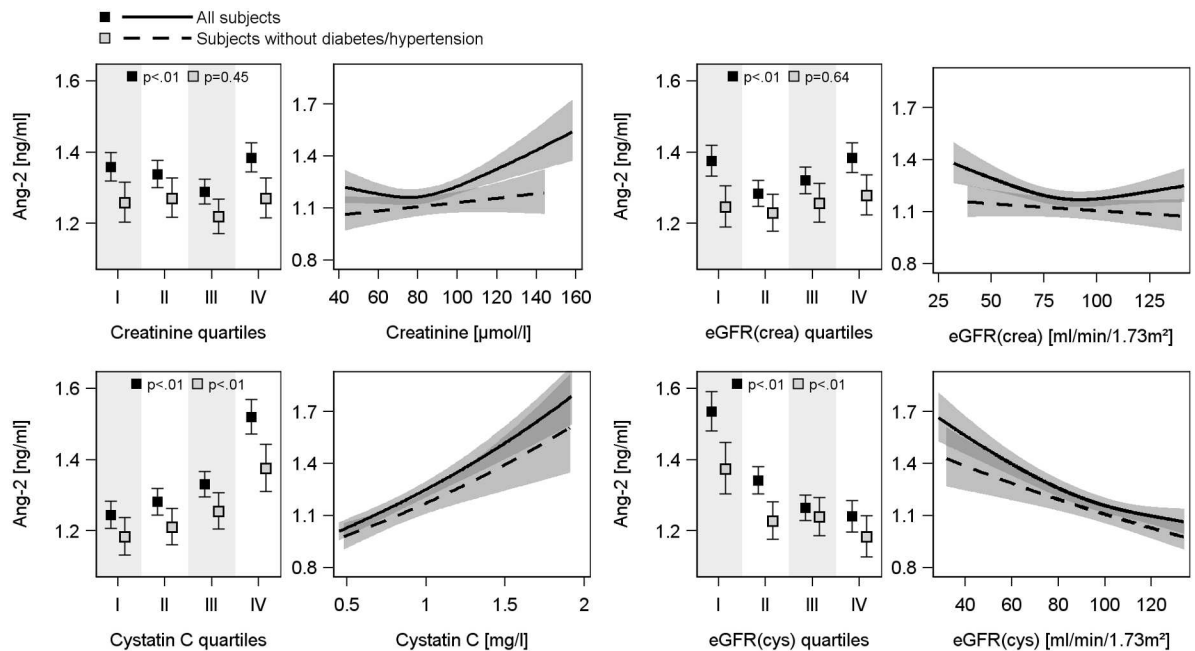 All subjects
Subjects without diabetes/hypertension
p<.01 p=0.45
Ang-2 [ng/ml]
1.6
1.4
1.2
I II III IV
Creatinine quartiles
1.7
1.4
1.1
0.8
40 60 80 100 120 140 160
Creatinine [µmol/l]
p<.01 p=0.64
Ang-2 [ng/ml]
1.6
1.4
1.2
I II III IV
eGFR(crea) quartiles
1.7
1.4
1.1
0.8
25 50 75 100 125
eGFR(crea) [ml/min/1.73m²]
p<.01 p<.01
Ang-2 [ng/ml]
1.6
1.4
1.2
I II III IV
Cystatin C quartiles
1.7
1.4
1.1
0.8
0.5 1 1.5 2
Cystatin C [mg/l]
p<.01 p<.01
Ang-2 [ng/ml]
1.6
1.4
1.2
I II III IV
eGFR(cys) quartiles
1.7
1.4
1.1
0.8
40 60 80 100 120
eGFR(cys) [ml/min/1.73m²]